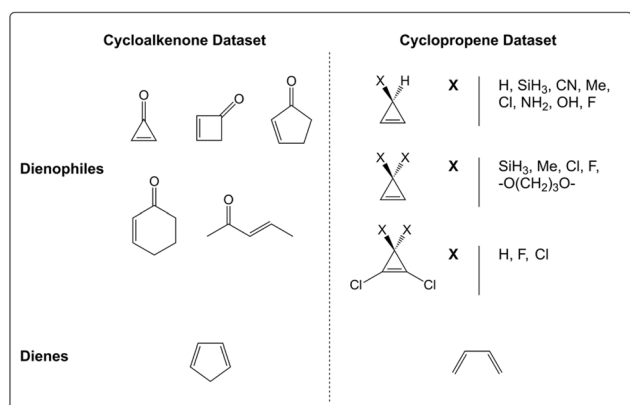 Cycloalkenone Dataset
Cyclopropene Dataset
Dienophiles
O
O
O
O
O
X H
X
H, SiH3, CN, Me,
Cl, NH2, OH, F
X X
X
SiH3, Me, Cl, F,
-O(CH2)3O-
X X
Cl Cl
X
H, F, Cl
Dienes